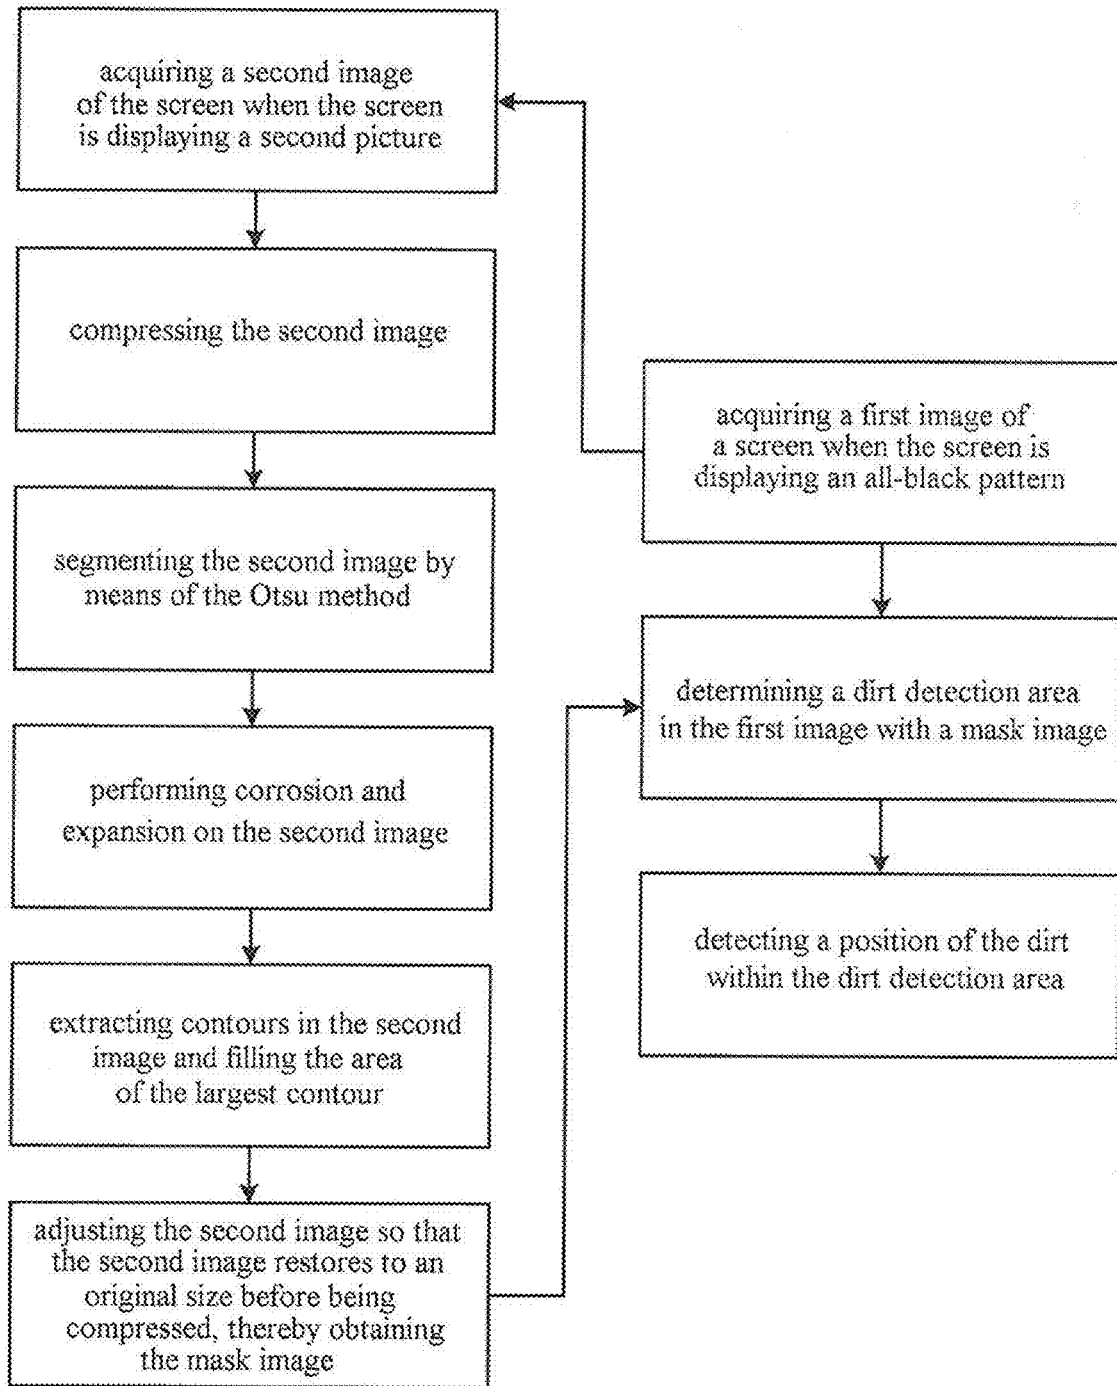 acquiring a second image
of the screen when the screen
is displaying a second picture
compressing the second image
segmenting the second image by
means of the Otsu method
performing corrosion and
expansion on the second image
extracting contours in the second
image and filling the area
of the largest contour
adjusting the second image so that
the second image restores to an
original size before being
compressed, thereby obtaining
the mask image
acquiring a first image of
a screen when the screen is
displaying an all-black pattern
determining a dirt detection area
in the first image with a mask image
detecting a position of the dirt
within the dirt detection area